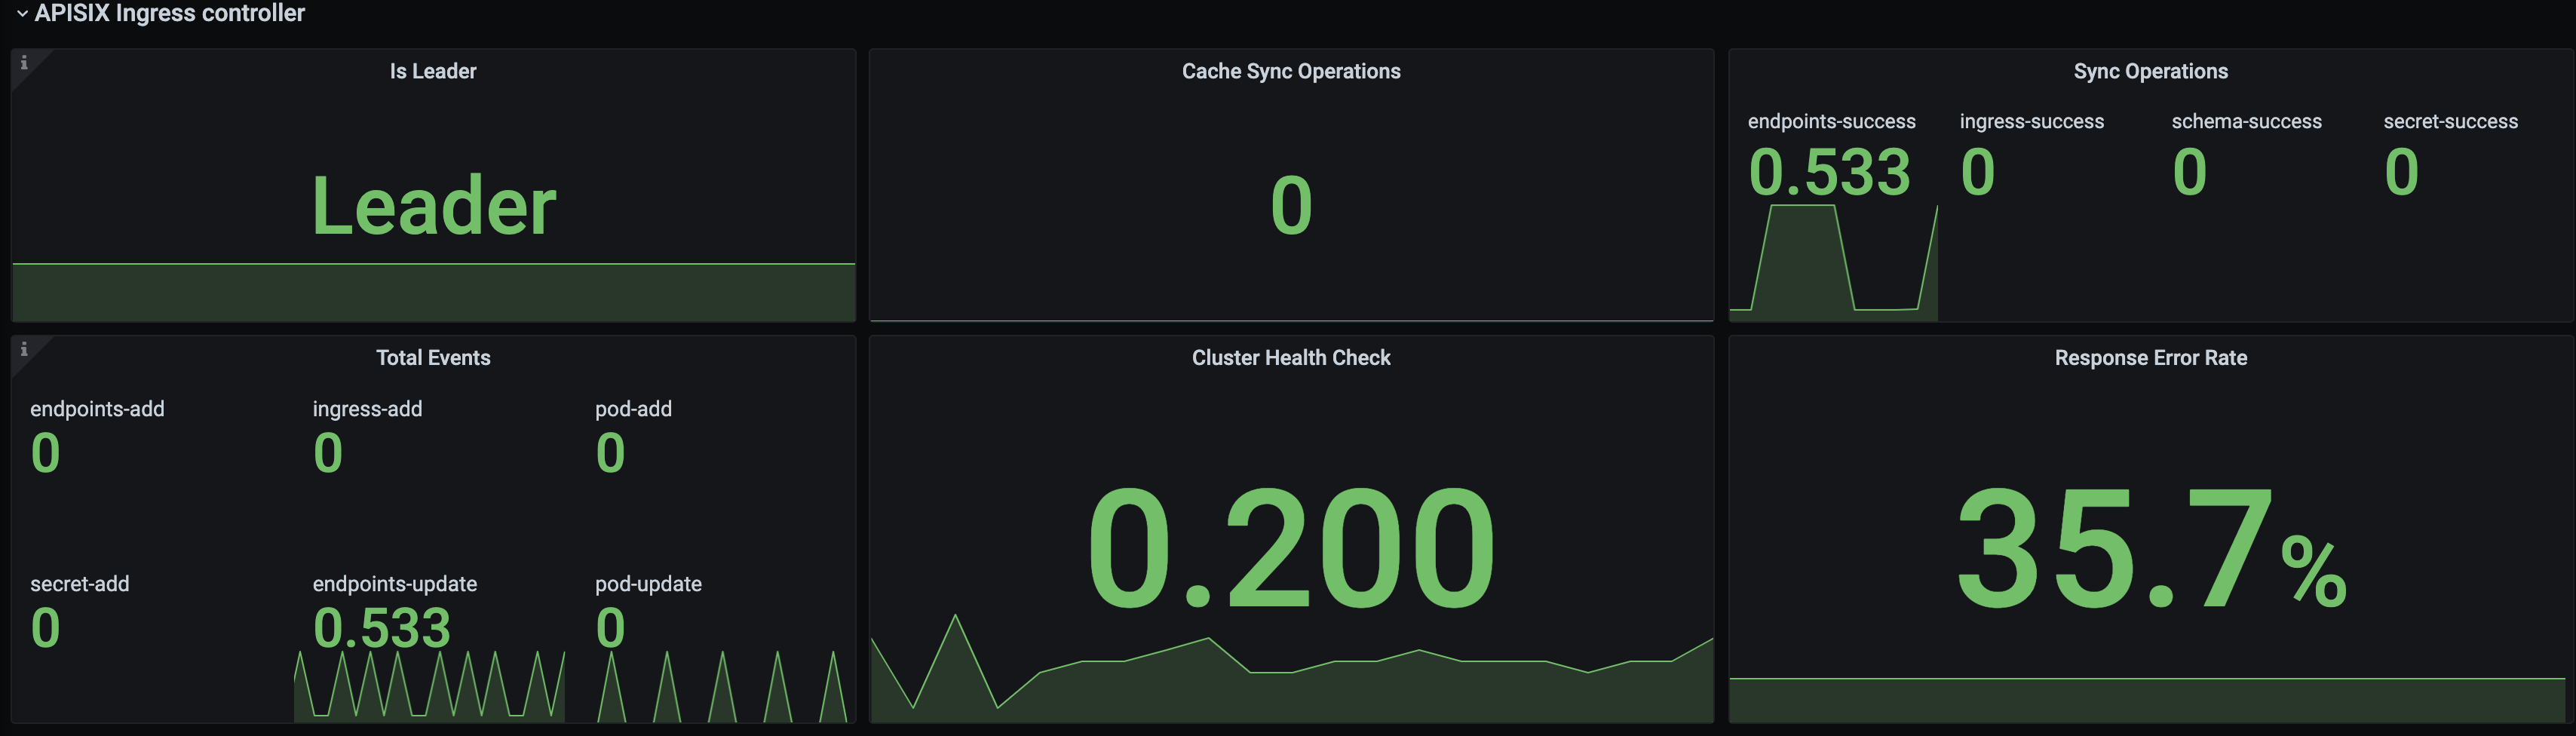 APISIX Ingress controller
Is Leader
Leader
Cache Sync Operations
0
Sync Operations
endpoints-success ingress-success schema-success secret-success
0.533 0 0 0
Total Events
endpoints-add ingress-add pod-add
0 0 0
secret-add endpoints-update pod-update
0 0.533 0
Cluster Health Check
0.200
Response Error Rate
35.7%